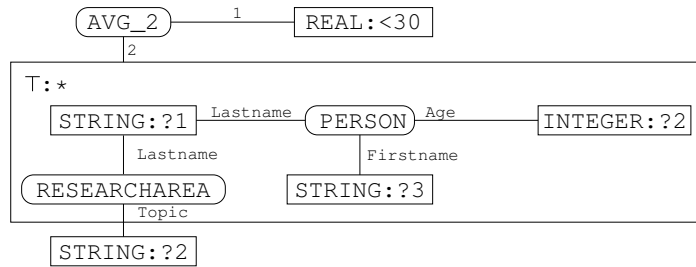 AVG_2 1 REAL:<30
2
⊤:*
STRING:?1 Lastname PERSON Age INTEGER:?2
Lastname Firstname
RESEARCHAREA STRING:?3
Topic
STRING:?2